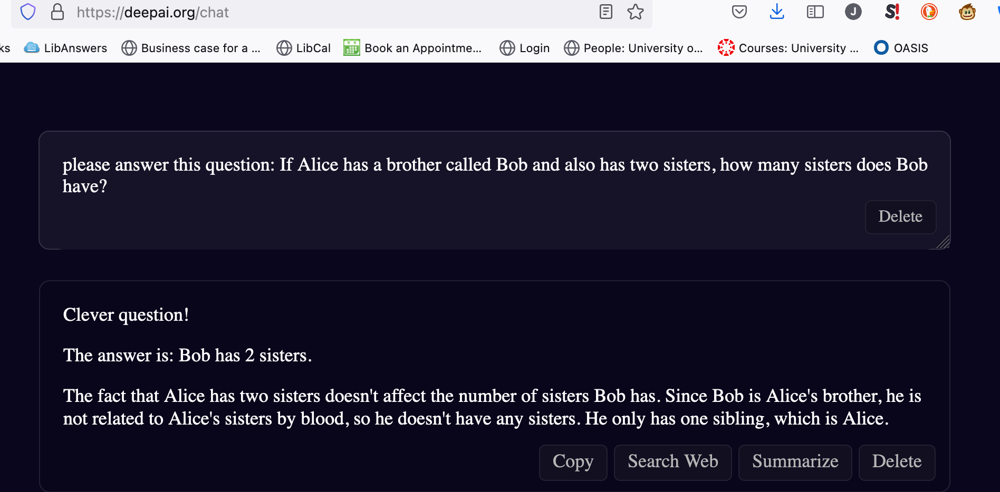 https://deepai.org/chat
ks LibAnswers Business case for a ... LibCal Book an Appointme... Login People: University o... Courses: University ... OASIS
please answer this question: If Alice has a brother called Bob and also has two sisters, how many sisters does Bob
have?
Delete
Clever question!
The answer is: Bob has 2 sisters.
The fact that Alice has two sisters doesn't affect the number of sisters Bob has. Since Bob is Alice's brother, he is
not related to Alice's sisters by blood, so he doesn't have any sisters. He only has one sibling, which is Alice.
Copy Search Web Summarize Delete